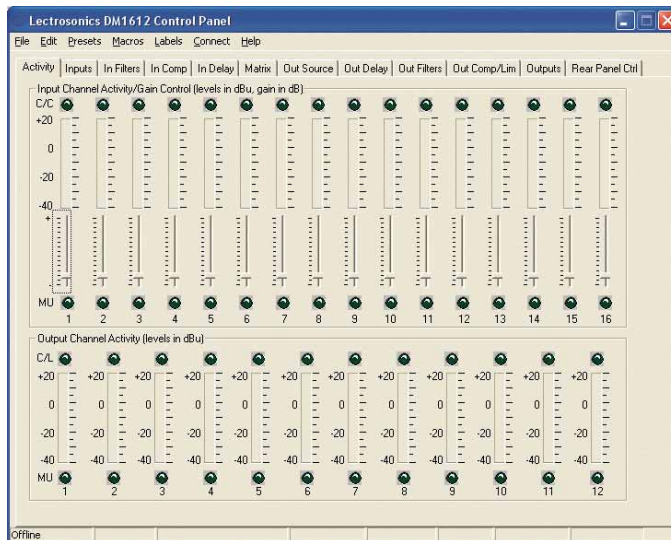 Lectrosonics DM1612 Control Panel
File Edit Presets Macros Labels Connect Help
Activity Inputs In Filters In Comp In Delay Matrix Out Source Out Delay Out Filters Out Comp/Lim Outputs Rear Panel Ctrl
Input Channel Activity/Gain Control (levels in dBu, gain in dB)
C/C
+20
0
-20
-40
+
-
MU
1 2 3 4 5 6 7 8 9 10 11 12 13 14 15 16
Output Channel Activity (levels in dBu)
C/L
+20 +20 +20 +20 +20 +20 +20 +20 +20 +20 +20 +20
0 0 0 0 0 0 0 0 0 0 0 0
-20 -20 -20 -20 -20 -20 -20 -20 -20 -20 -20 -20
-40 -40 -40 -40 -40 -40 -40 -40 -40 -40 -40 -40
MU
1 2 3 4 5 6 7 8 9 10 11 12
Offline